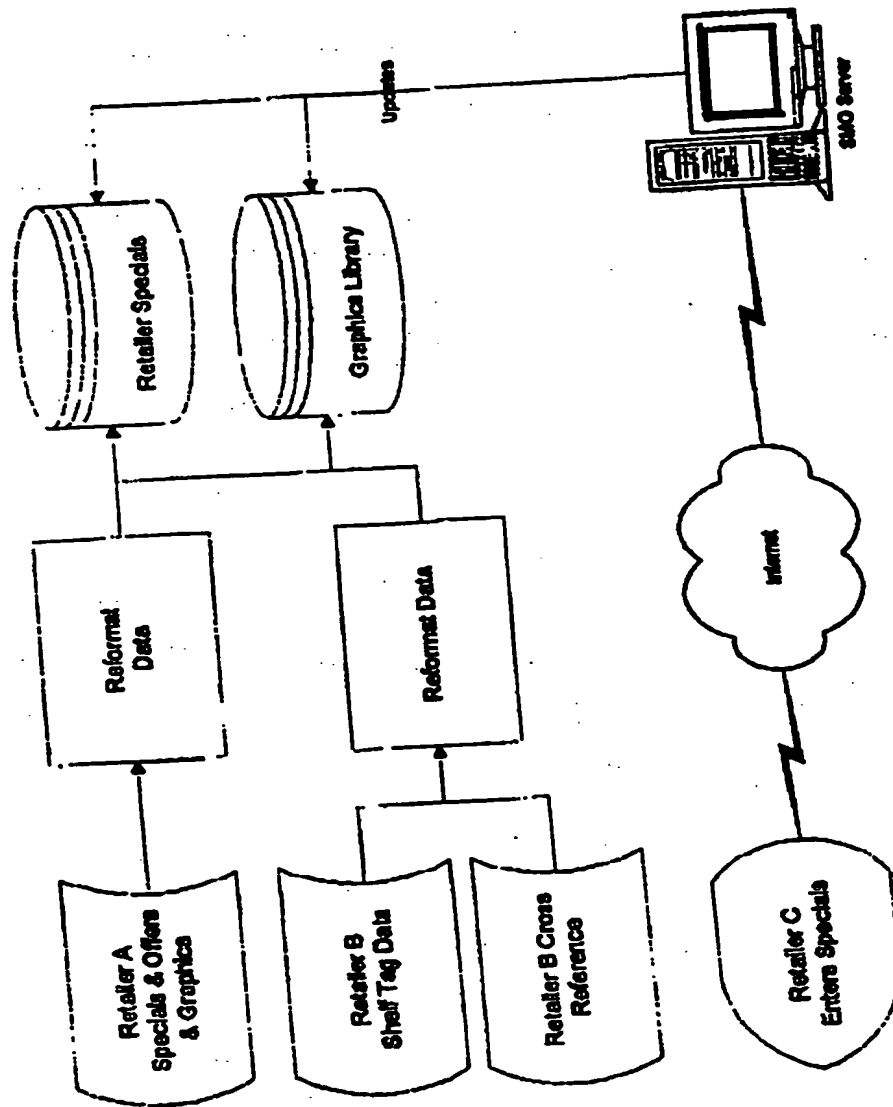 Retailer A
Specials & Offers
& Graphics
Reformat
Data
Retailer Specials
Retailer B
Shelf Tag Data
Retailer B Cross
Reference
Reformat Data
Graphics Library
Updates
Retailer C
Enters Specials
Internet
SMO Server